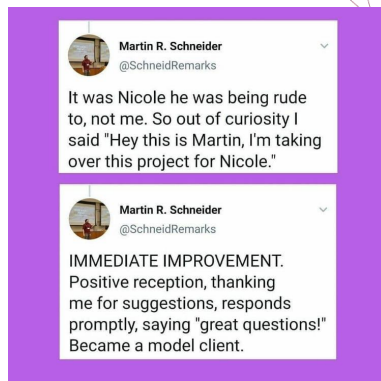 Martin R. Schneider
@SchneidRemarks
It was Nicole he was being rude
to, not me. So out of curiosity I
said "Hey this is Martin, I'm taking
over this project for Nicole."
Martin R. Schneider
@SchneidRemarks
IMMEDIATE IMPROVEMENT.
Positive reception, thanking
me for suggestions, responds
promptly, saying "great questions!"
Became a model client.